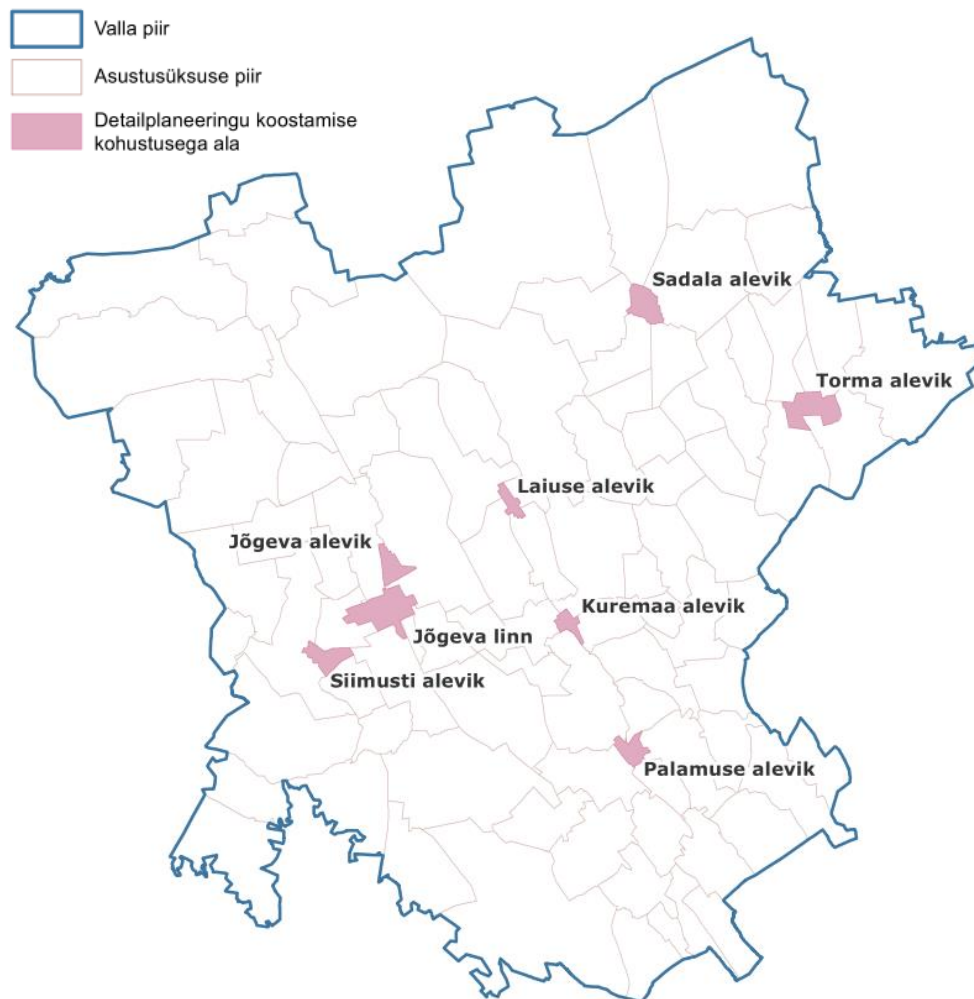 Valla piir
Asustusüksuse piir
Detailplaneeringu koostamise
kohustusega ala
Sadala alevik
Torma alevik
Laiuse alevik
Jõgeva alevik
Kuremaa alevik
Jõgeva linn
Siimusti alevik
Palamuse alevik